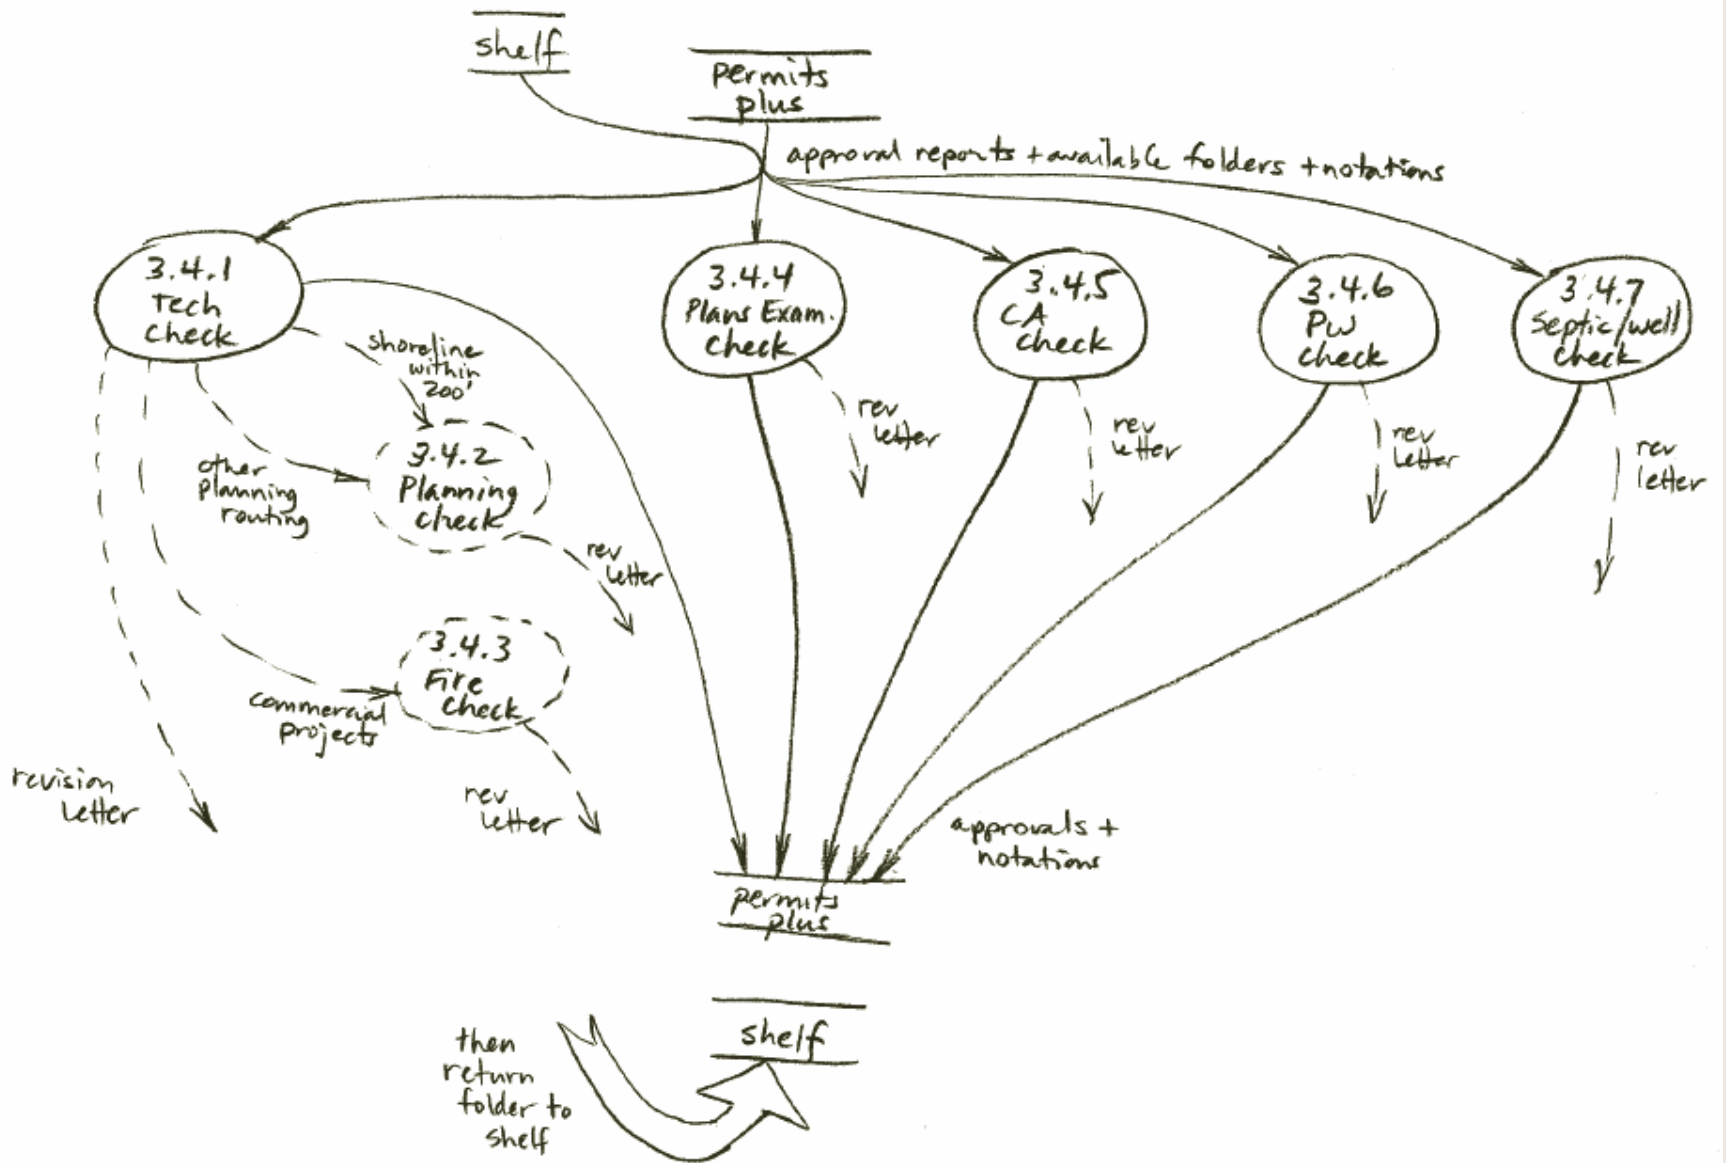 shelf
permits
plus
approval reports + available folders + notations
3.4.1
Tech
Check
3.4.4
Plans Exam.
Check
3.4.5
CA
Check
3.4.6
PW
Check
3.4.7
Septic/well
Check
shoreline
within
200'
rev
letter
rev
letter
rev
letter
rev
letter
3.4.2
Planning
Check
other
planning
routing
rev
letter
3.4.3
Fire
Check
commercial
projects
revision
letter
rev
letter
approvals +
notations
permits
plus
shelf
then
return
folder to
shelf